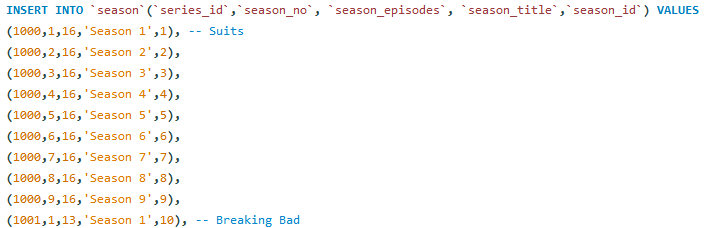 INSERT INTO `season`(`series_id`,`season_no`, `season_episodes`, `season_title`,`season_id`) VALUES
(1000,1,16,'Season 1',1), -- Suits
(1000,2,16,'Season 2',2),
(1000,3,16,'Season 3',3),
(1000,4,16,'Season 4',4),
(1000,5,16,'Season 5',5),
(1000,6,16,'Season 6',6),
(1000,7,16,'Season 7',7),
(1000,8,16,'Season 8',8),
(1000,9,16,'Season 9',9),
(1001,1,13,'Season 1',10), -- Breaking Bad